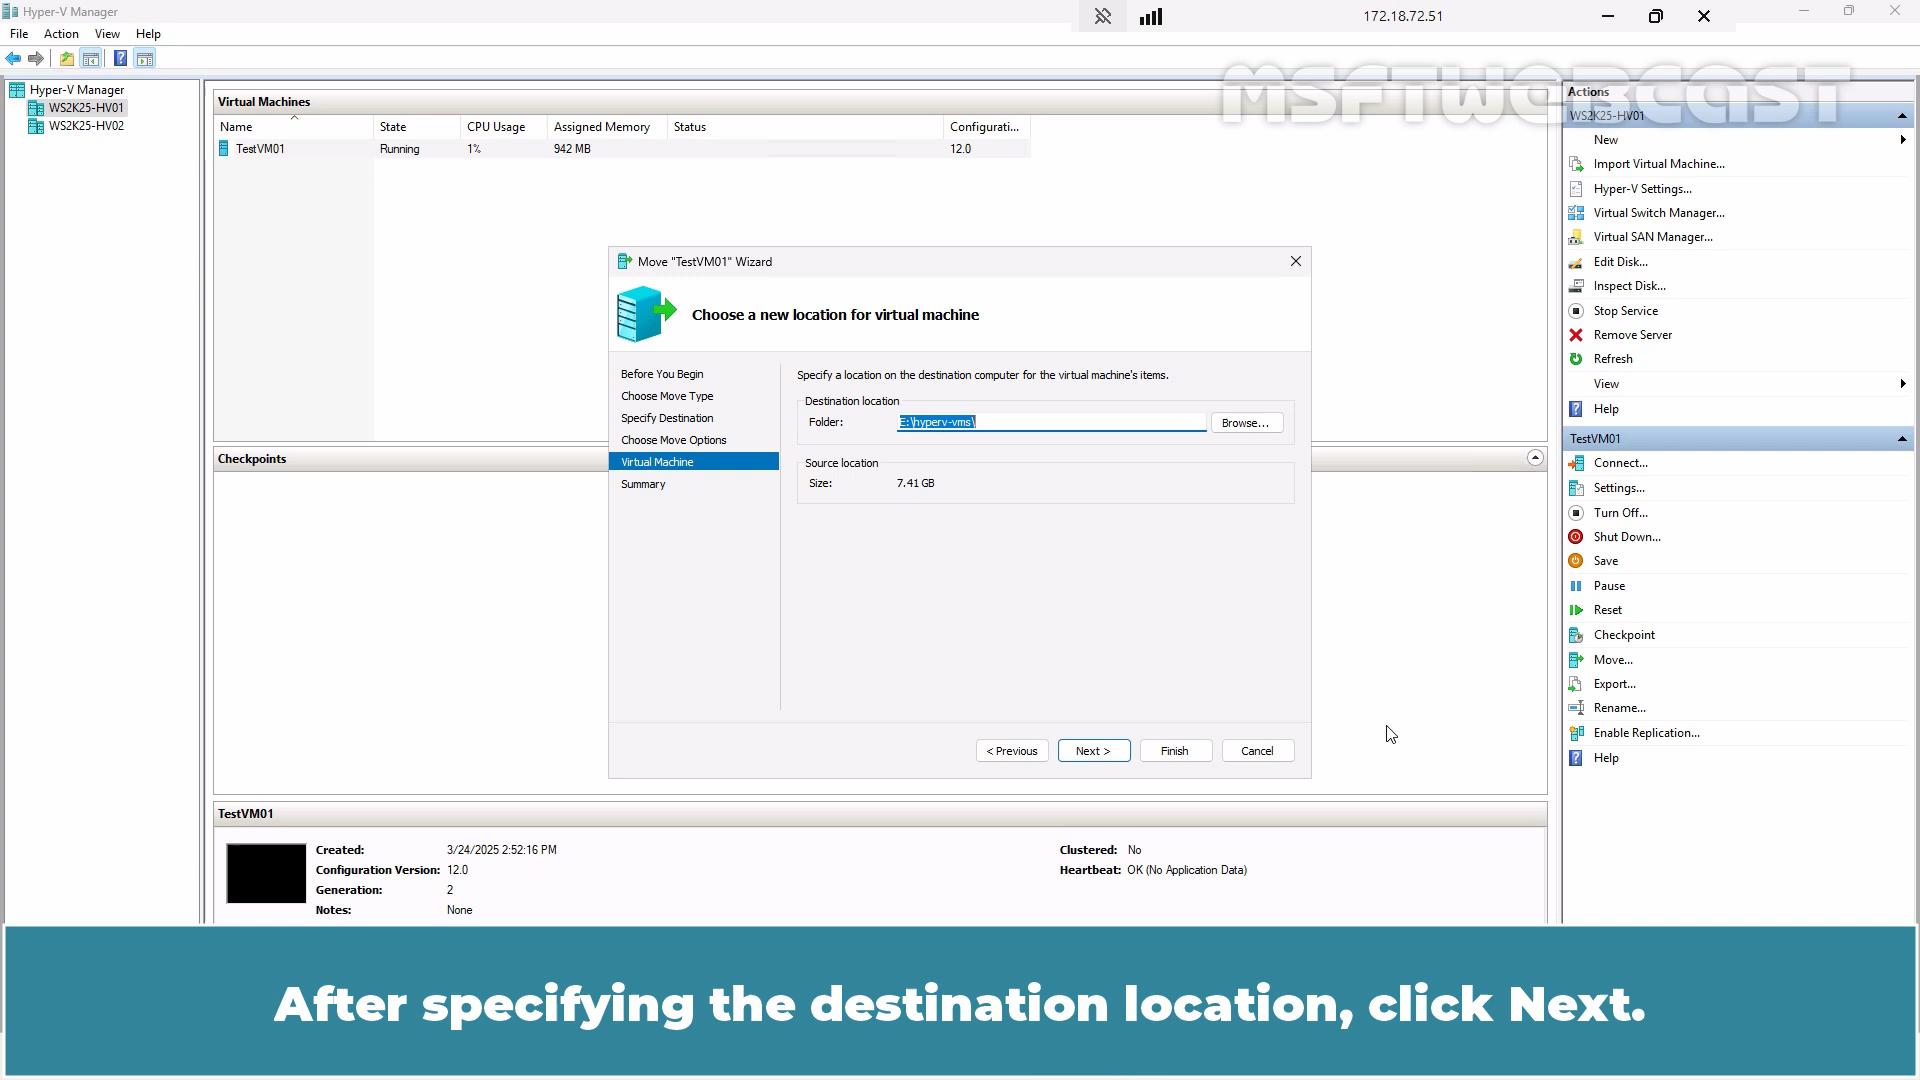 Hyper-V Manager
172.18.72.51
File Action View Help
MSFTWEBCAST
Hyper-V Manager
WS2K25-HV01
WS2K25-HV02
Virtual Machines
Name State CPU Usage Assigned Memory Status Configurati...
TestVM01 Running 1% 942 MB 12.0
Move "TestVM01" Wizard
Choose a new location for virtual machine
Before You Begin
Choose Move Type
Specify Destination
Choose Move Options
Virtual Machine
Summary
Specify a location on the destination computer for the virtual machine's items.
Destination location
Folder: E:\hyperv-vms\ Browse...
Source location
Size: 7.41 GB
< Previous Next > Finish Cancel
Checkpoints
TestVM01
Created: 3/24/2025 2:52:16 PM
Configuration Version: 12.0
Generation: 2
Notes: None
Clustered: No
Heartbeat: OK (No Application Data)
Actions
WS2K25-HV01
New
Import Virtual Machine...
Hyper-V Settings...
Virtual Switch Manager...
Virtual SAN Manager...
Edit Disk...
Inspect Disk...
Stop Service
Remove Server
Refresh
View
Help
TestVM01
Connect...
Settings...
Turn Off...
Shut Down...
Save
Pause
Reset
Checkpoint
Move...
Export...
Rename...
Enable Replication...
Help
After specifying the destination location, click Next.